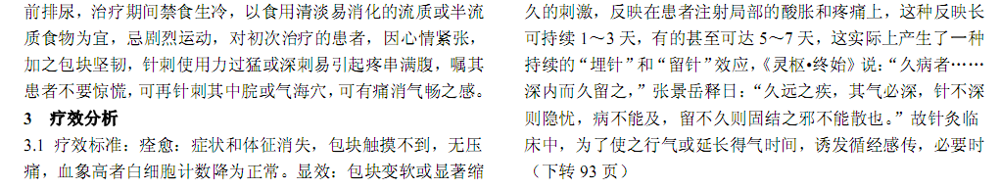 前排尿，治疗期间禁食生冷，以食用清淡易消化的流质或半流
质食物为宜，忌剧烈运动，对初次治疗的患者，因心情紧张，
加之包块坚韧，针刺使用力过猛或深刺易引起疼串满腹，嘱其
患者不要惊慌，可再针刺其中脘或气海穴，可有痛消气畅之感。
3 疗效分析
3.1 疗效标准：痊愈：症状和体征消失，包块触摸不到，无压
痛，血象高者白细胞计数降为正常。显效：包块变软或显著缩
久的刺激，反映在患者注射局部的酸胀和疼痛上，这种反映长
可持续 1～3 天，有的甚至可达 5～7 天，这实际上产生了一种
持续的“埋针”和“留针”效应，《灵枢•终始》说：“久病者……
深内而久留之，”张景岳释日：“久远之疾，其气必深，针不深
则隐忧，病不能及，留不久则固结之邪不能散也。”故针灸临
床中，为了使之行气或延长得气时间，诱发循经感传，必要时
（下转 93 页）